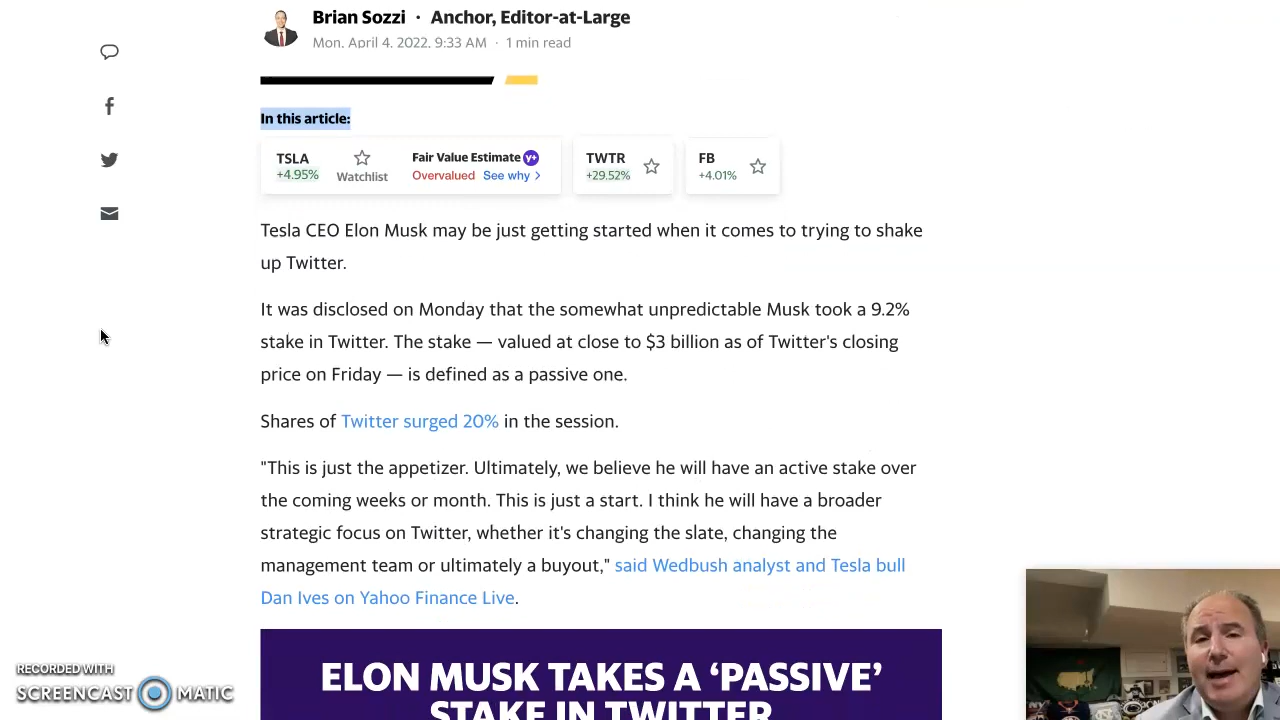 Brian Sozzi · Anchor, Editor-at-Large
Mon, April 4, 2022, 9:33 AM · 1 min read
In this article:
TSLA
+4.95%
Watchlist
Fair Value Estimate y+
Overvalued See why >
TWTR
+29.52%
FB
+4.01%
Tesla CEO Elon Musk may be just getting started when it comes to trying to shake
up Twitter.
It was disclosed on Monday that the somewhat unpredictable Musk took a 9.2%
stake in Twitter. The stake — valued at close to $3 billion as of Twitter's closing
price on Friday — is defined as a passive one.
Shares of Twitter surged 20% in the session.
"This is just the appetizer. Ultimately, we believe he will have an active stake over
the coming weeks or month. This is just a start. I think he will have a broader
strategic focus on Twitter, whether it's changing the slate, changing the
management team or ultimately a buyout," said Wedbush analyst and Tesla bull
Dan Ives on Yahoo Finance Live.
ELON MUSK TAKES A ‘PASSIVE’
STAKE IN TWITTER
RECORDED WITH
SCREENCAST MATIC